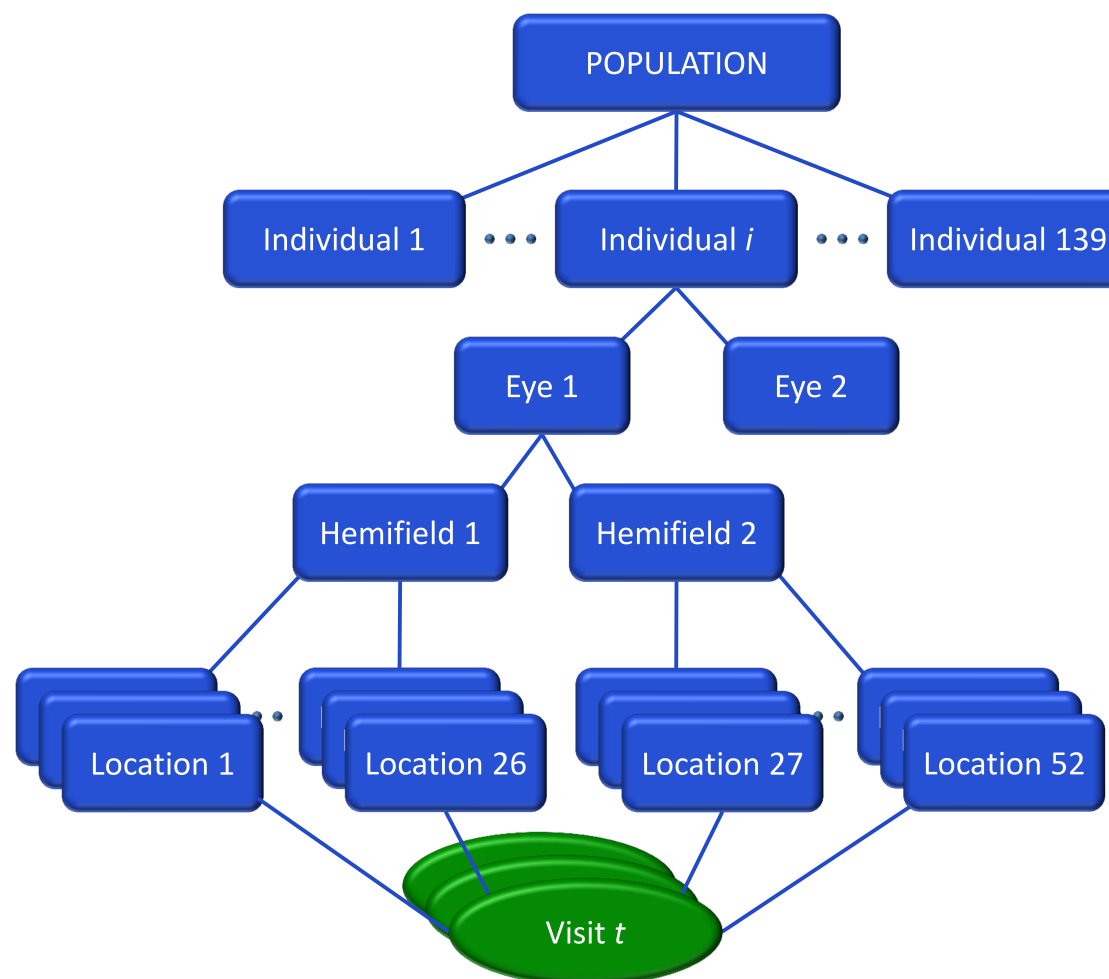 POPULATION
Individual 1
Individual i
Individual 139
Eye 1
Eye 2
Hemifield 1
Hemifield 2
Location 1
Location 26
Location 27
Location 52
Visit t